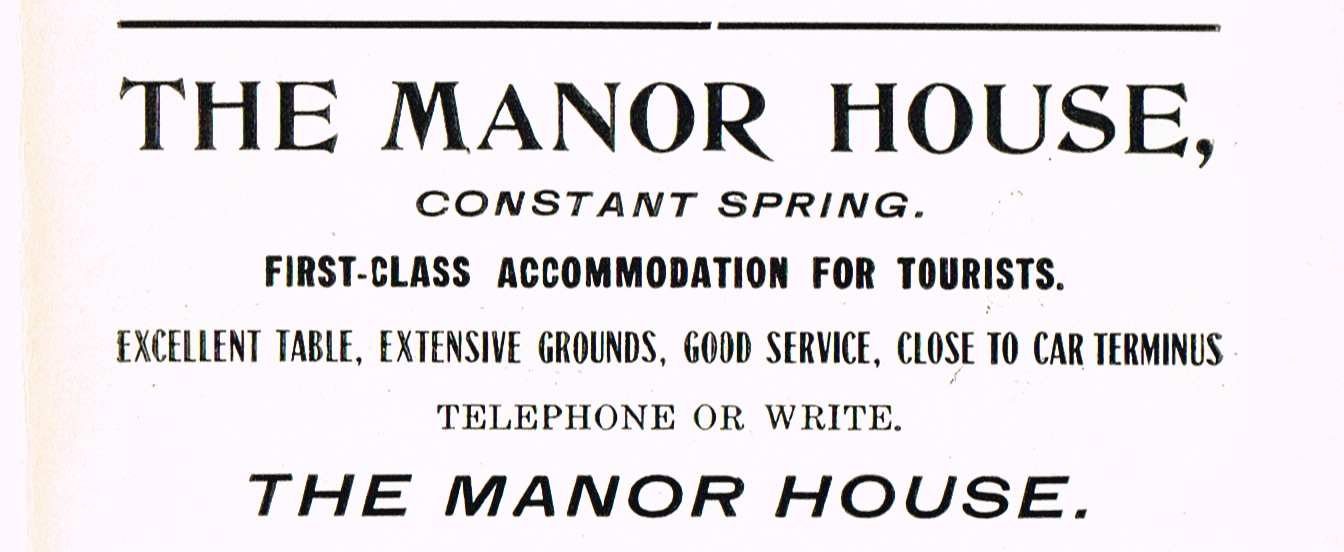 THE MANOR HOUSE,
CONSTANT SPRING.
FIRST-CLASS ACCOMMODATION FOR TOURISTS.
EXCELLENT TABLE, EXTENSIVE GROUNDS, GOOD SERVICE, CLOSE TO CAR TERMINUS
TELEPHONE OR WRITE.
THE MANOR HOUSE.